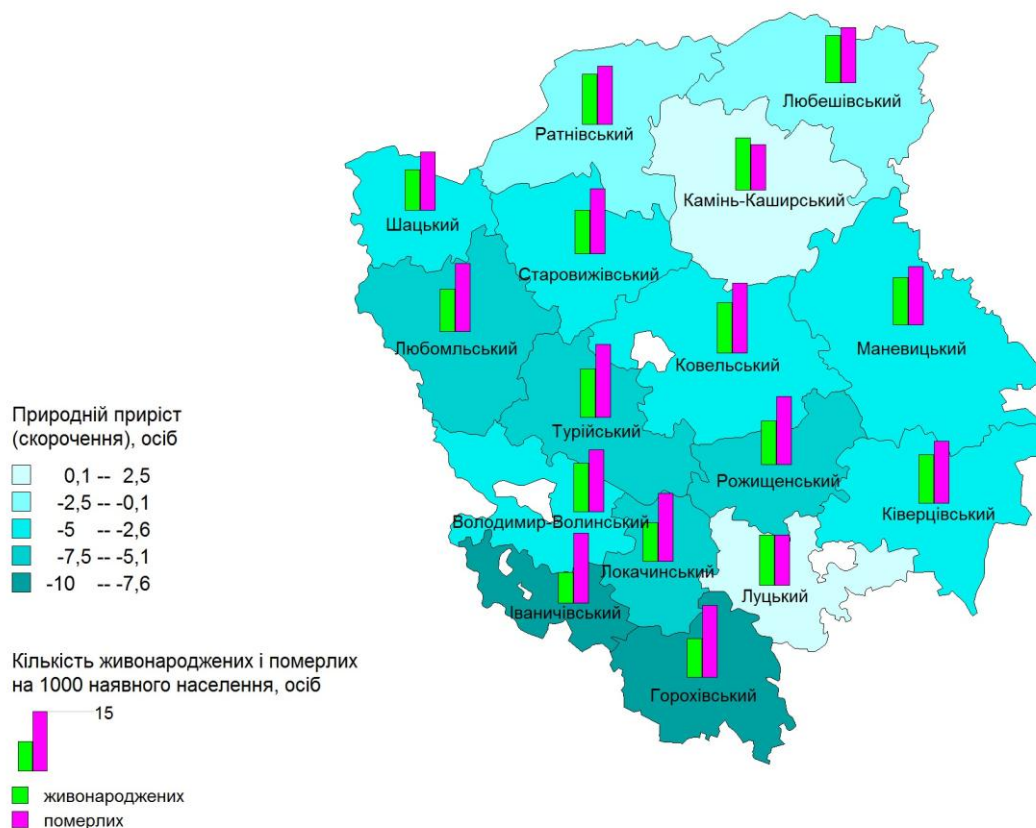 Любешівський
Ратнівський
Камінь-Каширський
Шацький
Старовижівський
Любомльський
Ковельський
Маневицький
Турійський
Рожищенський
Ківерцівський
Володимир-Волинський
Локачинський
Луцький
Іваничівський
Горохівський
Природній приріст
(скорочення), осіб
0,1 -- 2,5
-2,5 -- -0,1
-5 -- -2,6
-7,5 -- -5,1
-10 -- -7,6
Кількість живонароджених і померлих
на 1000 наявного населення, осіб
15
живонароджених
померлих